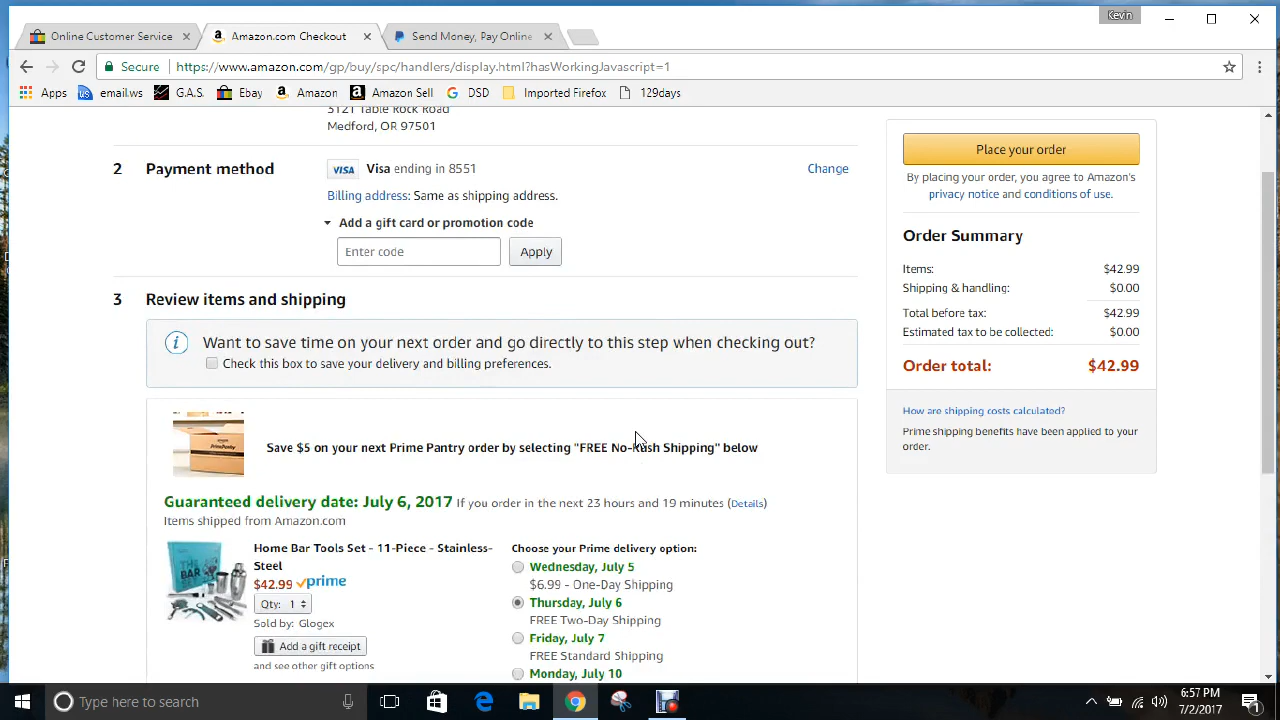 Kevin
Online Customer Service
Amazon.com Checkout
Send Money, Pay Online
Secure
https://www.amazon.com/gp/buy/spc/handlers/display.html?hasWorkingJavascript=1
Apps
email.ws
G.A.S.
Ebay
Amazon
Amazon Sell
DSD
Imported Firefox
129days
5121 Table Rock Road
Medford, OR 97501
2 Payment method
VISA Visa ending in 8551
Change
Billing address: Same as shipping address.
Add a gift card or promotion code
Enter code
Apply
3 Review items and shipping
Want to save time on your next order and go directly to this step when checking out?
Check this box to save your delivery and billing preferences.
Save $5 on your next Prime Pantry order by selecting "FREE No-Rush Shipping" below
Guaranteed delivery date: July 6, 2017 If you order in the next 23 hours and 19 minutes (Details)
Items shipped from Amazon.com
Home Bar Tools Set - 11-Piece - Stainless-
Steel
$42.99 prime
Qty: 1
Sold by: Glogex
Add a gift receipt
and see other gift options
Choose your Prime delivery option:
Wednesday, July 5
$6.99 - One-Day Shipping
Thursday, July 6
FREE Two-Day Shipping
Friday, July 7
FREE Standard Shipping
Monday, July 10
Place your order
By placing your order, you agree to Amazon's
privacy notice and conditions of use.
Order Summary
Items: $42.99
Shipping & handling: $0.00
Total before tax: $42.99
Estimated tax to be collected: $0.00
Order total: $42.99
How are shipping costs calculated?
Prime shipping benefits have been applied to your
order.
Type here to search
6:57 PM
7/2/2017
1